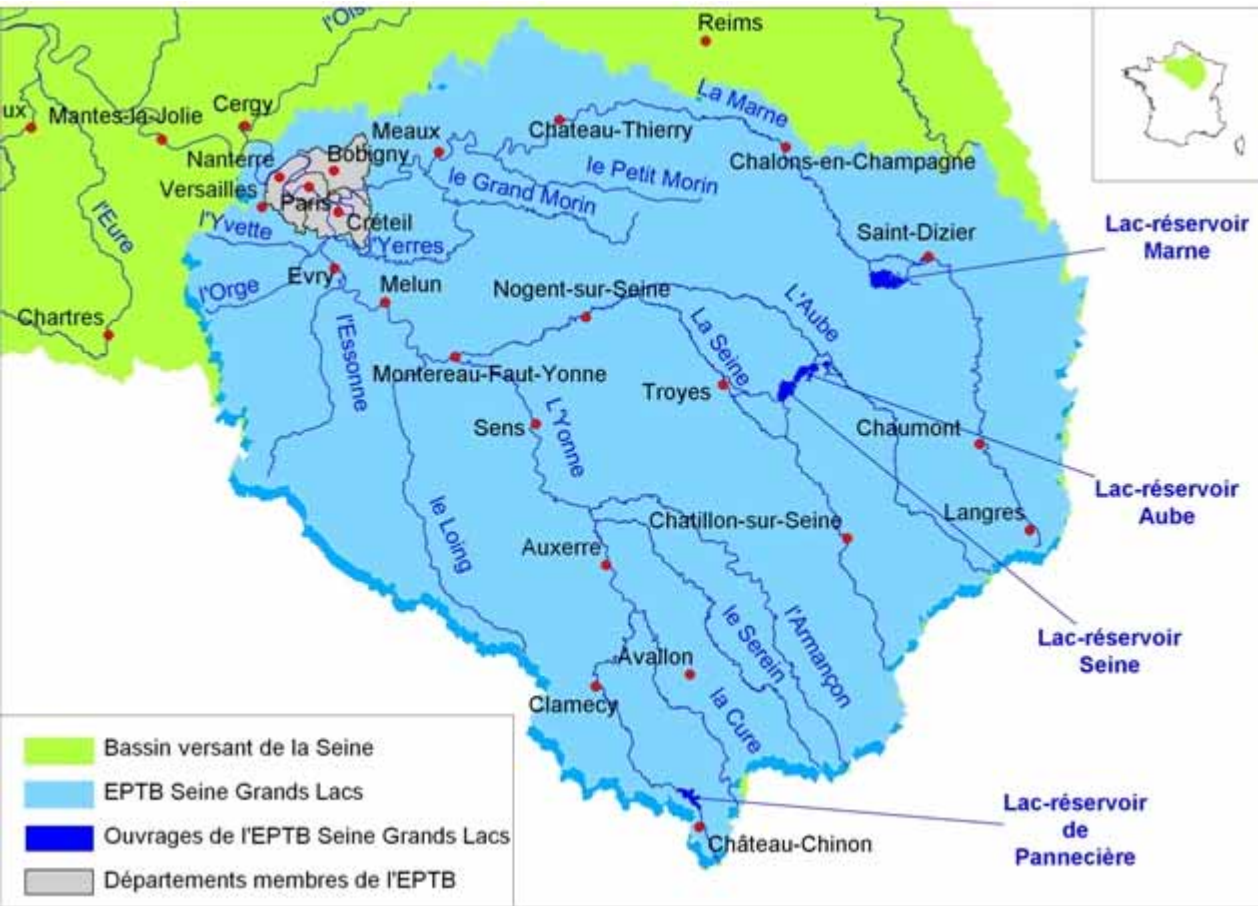 l'Ois
Reims
ux
Mantes-la-Jolie
Cergy
La Marne
Meaux
Château-Thierry
Nanterre
Bobigny
Chalons-en-Champagne
le Petit Morin
Versailles
le Grand Morin
Paris
l'Yvette
Créteil
l'Eure
l'Yerres
Saint-Dizier
Lac-réservoir
Marne
Evry
Melun
l'Orge
Nogent-sur-Seine
L'Aube
Chartres
l'Essonne
La Seine
Montereau-Faut-Yonne
Troyes
L'Yonne
Sens
Chaumont
Lac-réservoir
Aube
le Loing
Chatillon-sur-Seine
Langres
Auxerre
le Serein
l'Armançon
Lac-réservoir
Seine
Avallon
Clamecy
la Cure
Bassin versant de la Seine
EPTB Seine Grands Lacs
Ouvrages de l'EPTB Seine Grands Lacs
Départements membres de l'EPTB
Lac-réservoir
de
Pannecière
Château-Chinon